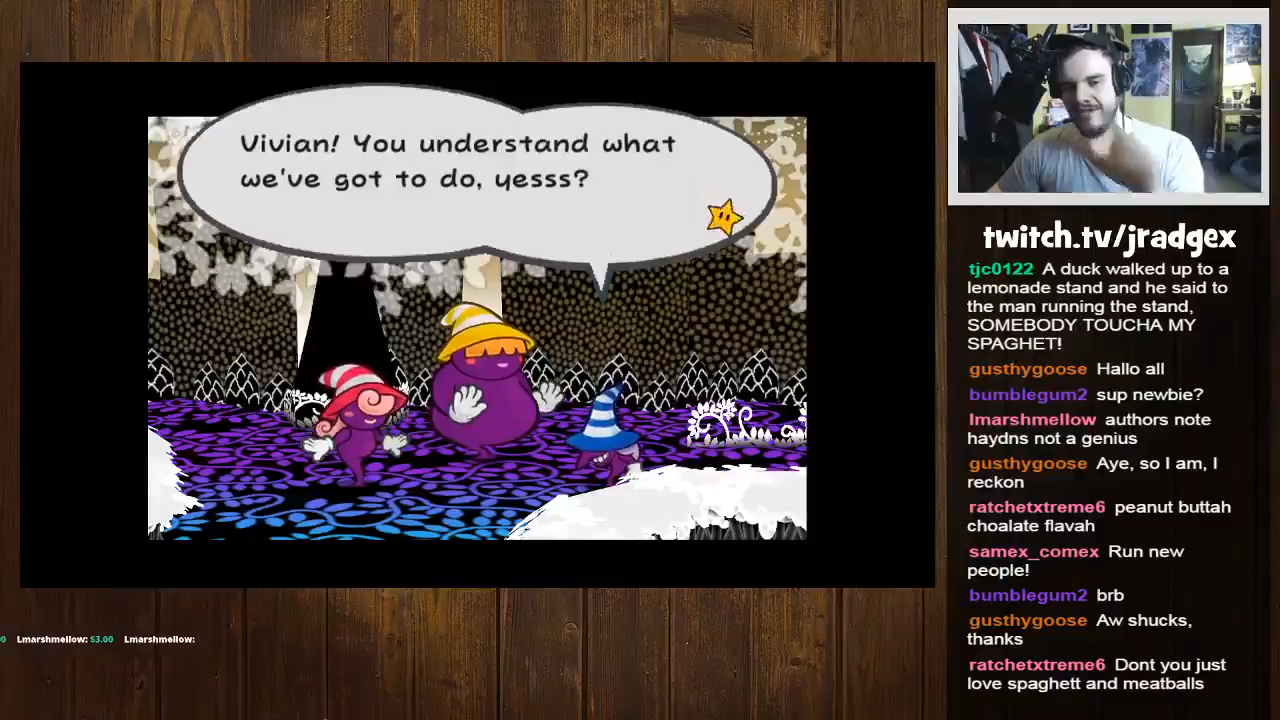 Vivian! You understand what
we've got to do, yesss?
twitch.tv/jradgex
tjc0122 A duck walked up to a
lemonade stand and he said to
the man running the stand,
SOMEBODY TOUCHA MY
SPAGHET!
gusthygoose Hallo all
bumblegum2 sup newbie?
lmarshmellow authors note
haydns not a genius
gusthygoose Aye, so I am, I
reckon
ratchetxtreme6 peanut buttah
choalate flavah
samex_comex Run new
people!
bumblegum2 brb
gusthygoose Aw shucks,
thanks
ratchetxtreme6 Dont you just
love spaghett and meatballs
00 Lmarshmellow: $3.00 Lmarshmellow: